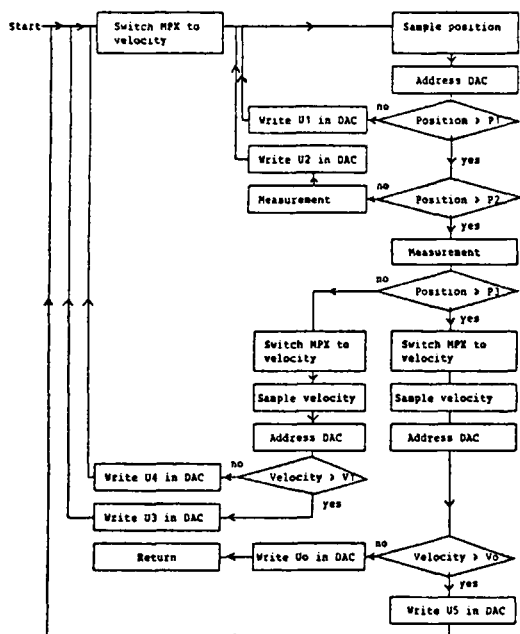 Start
Switch MPX to
velocity
Sample position
Address DAC
no
Write U1 in DAC
Position > P1
yes
Write U2 in DAC
no
Measurement
Position > P2
yes
Measurement
no
Position >
yes
Switch MPX to
velocity
Switch MPX to
velocity
Sample velocity
Sample velocity
Address DAC
Address DAC
no
Write U4 in DAC
Velocity > V1
yes
Write U3 in DAC
no
Return
Write Uo in DAC
Velocity > Vo
yes
Write U5 in DAC